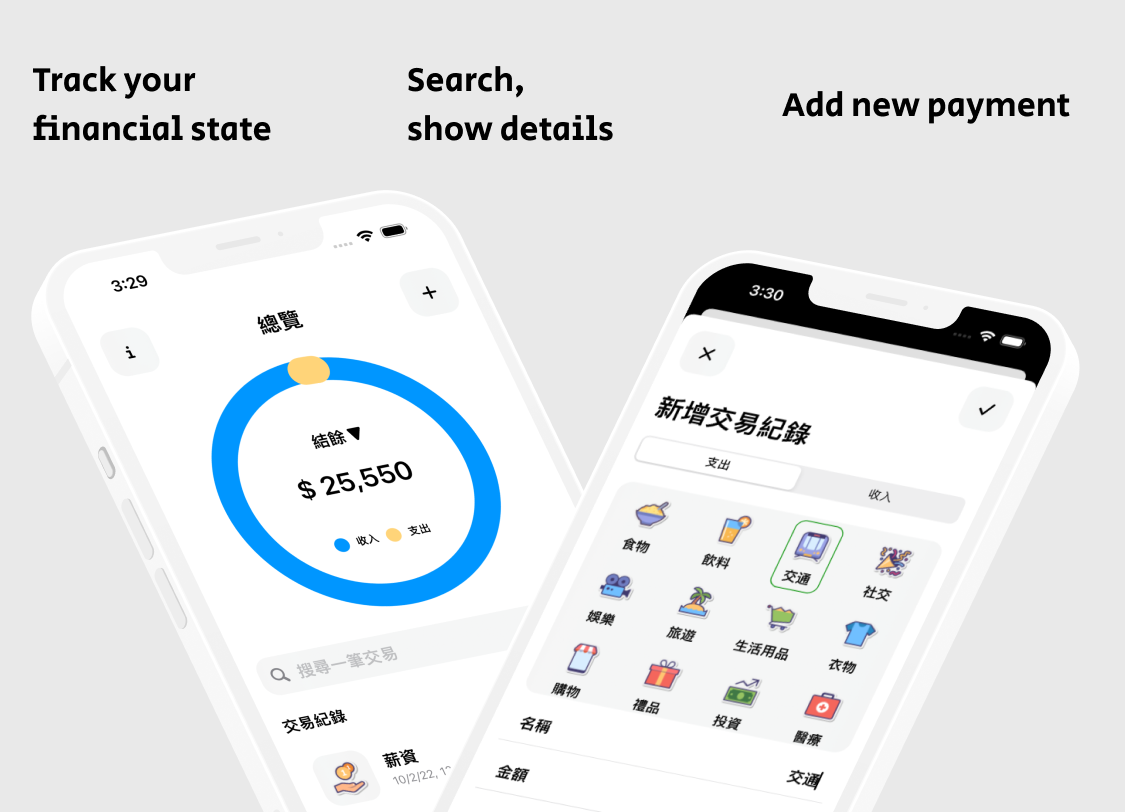 Track your
financial state
Search,
show details
Add new payment
3:29
i
總覽
結餘▼
$ 25,550
收入 支出
搜尋一筆交易
交易紀錄
薪資
10/2/22,
3:30
新增交易紀錄
支出 收入
食物 飲料 交通 社交
娛樂 旅遊 生活用品 衣物
購物 禮品 投資 醫療
名稱
金額 交通